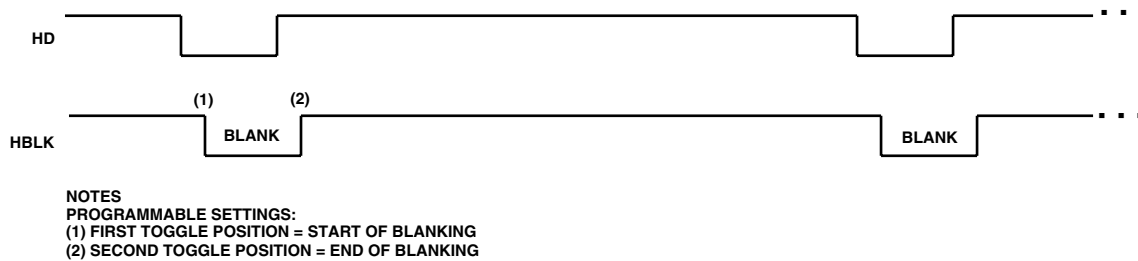 HD
(1) (2)
HBLK BLANK BLANK
NOTES
PROGRAMMABLE SETTINGS:
(1) FIRST TOGGLE POSITION = START OF BLANKING
(2) SECOND TOGGLE POSITION = END OF BLANKING